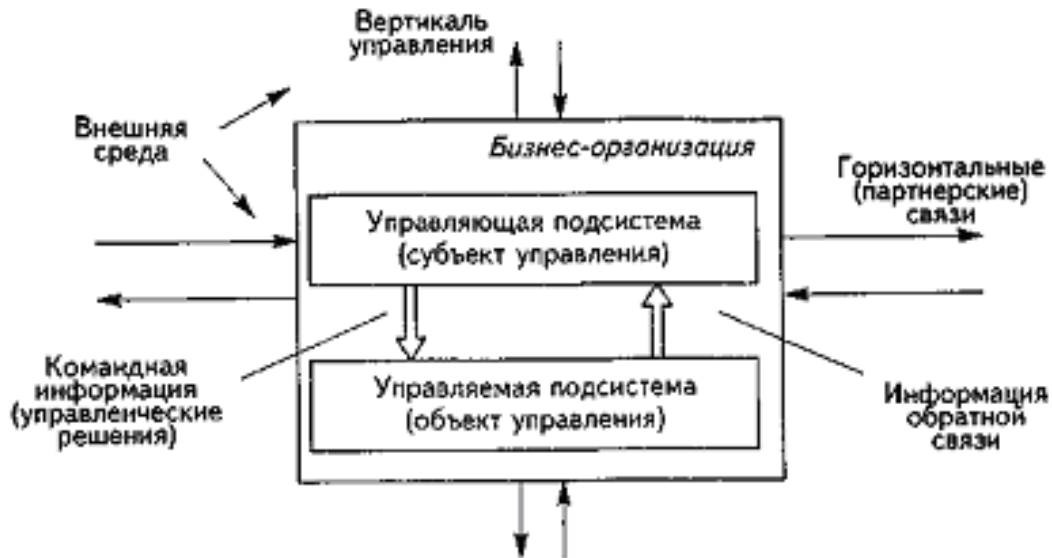 Вертикаль
управления
Внешняя
среда
Бизнес-организация
Горизонтальные
(партнерские)
связи
Управляющая подсистема
(субъект управления)
Командная
информация
(управленческие
решения)
Управляемая подсистема
(объект управления)
Информация
обратной
связи